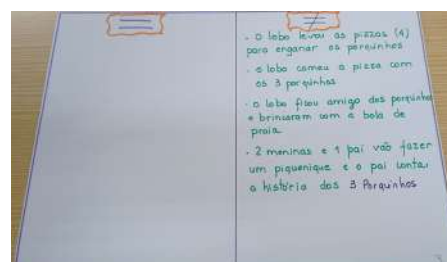 =
≠
. O lobo levou as pizzas (4)
para enganar os porquinhos
. o lobo comeu a pizza com
os 3 porquinhos
. o lobo ficou amigo dos porquinhos
e brincaram com a bola de
praia
. 2 meninas e 1 pai vão fazer
um piquenique e o pai conta
a história dos 3 Porquinhos